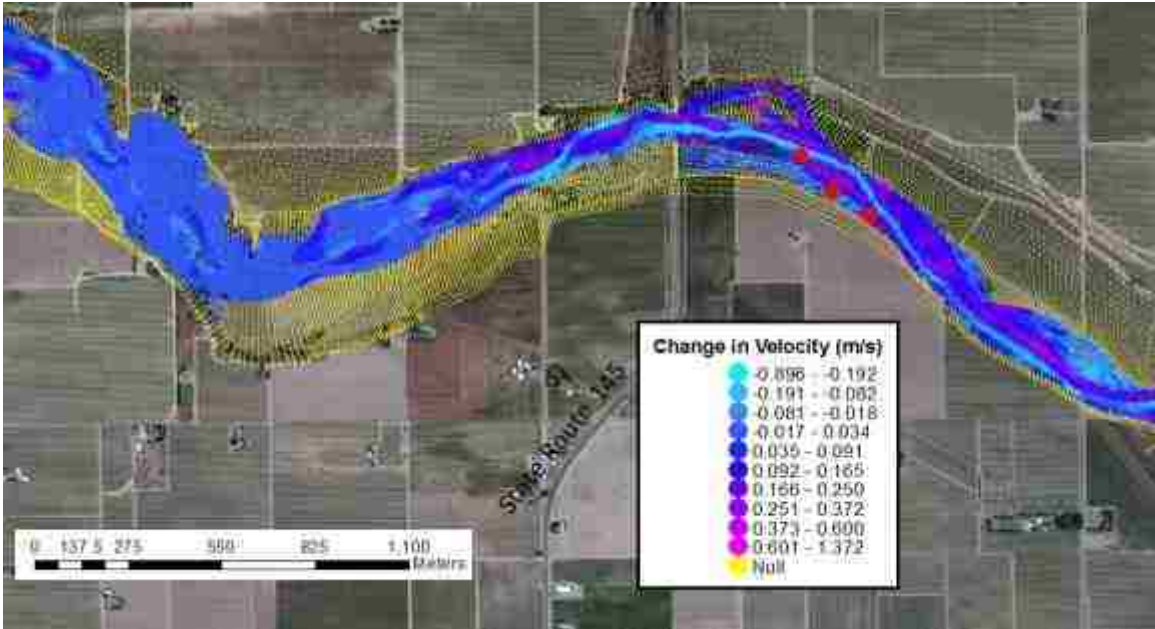 State Route 145
Change in Velocity (m/s)
-0.896 - -0.192
-0.191 - -0.082
-0.081 - -0.018
-0.017 - 0.034
0.035 - 0.091
0.092 - 0.165
0.166 - 0.250
0.251 - 0.372
0.373 - 0.600
0.601 - 1.372
Null
0 137.5 275 550 825 1,100
Meters